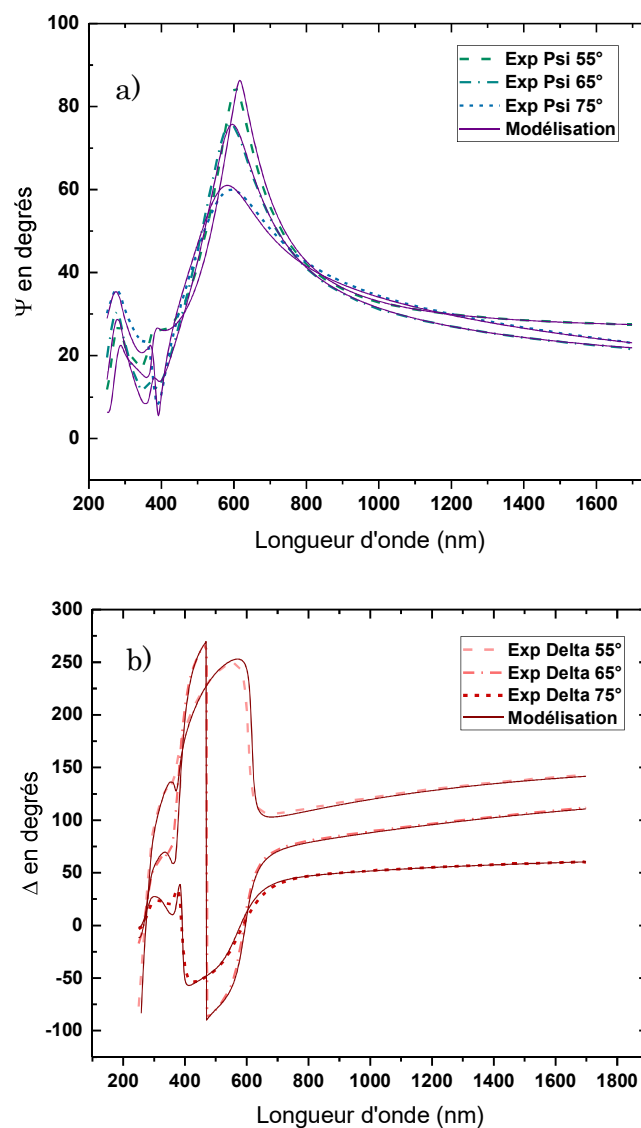 100
80
60
40
20
0
Ψ en degrés
a)
Exp Psi 55°
Exp Psi 65°
Exp Psi 75°
Modélisation
200 400 600 800 1000 1200 1400 1600
Longueur d'onde (nm)
300
250
200
150
100
50
0
-50
-100
Δ en degrés
b)
Exp Delta 55°
Exp Delta 65°
Exp Delta 75°
Modélisation
200 400 600 800 1000 1200 1400 1600 1800
Longueur d'onde (nm)